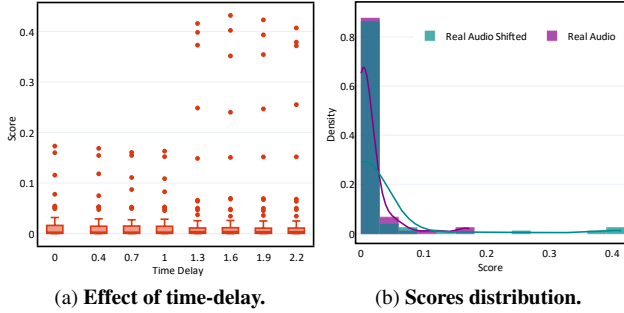 0.4
0.3
0.2
0.1
0
Score
0 0.4 0.7 1 1.3 1.6 1.9 2.2
Time Delay
(a) Effect of time-delay.
Density
Real Audio Shifted Real Audio
0.8
0.6
0.4
0.2
0
0 0.1 0.2 0.3 0.4
Score
(b) Scores distribution.